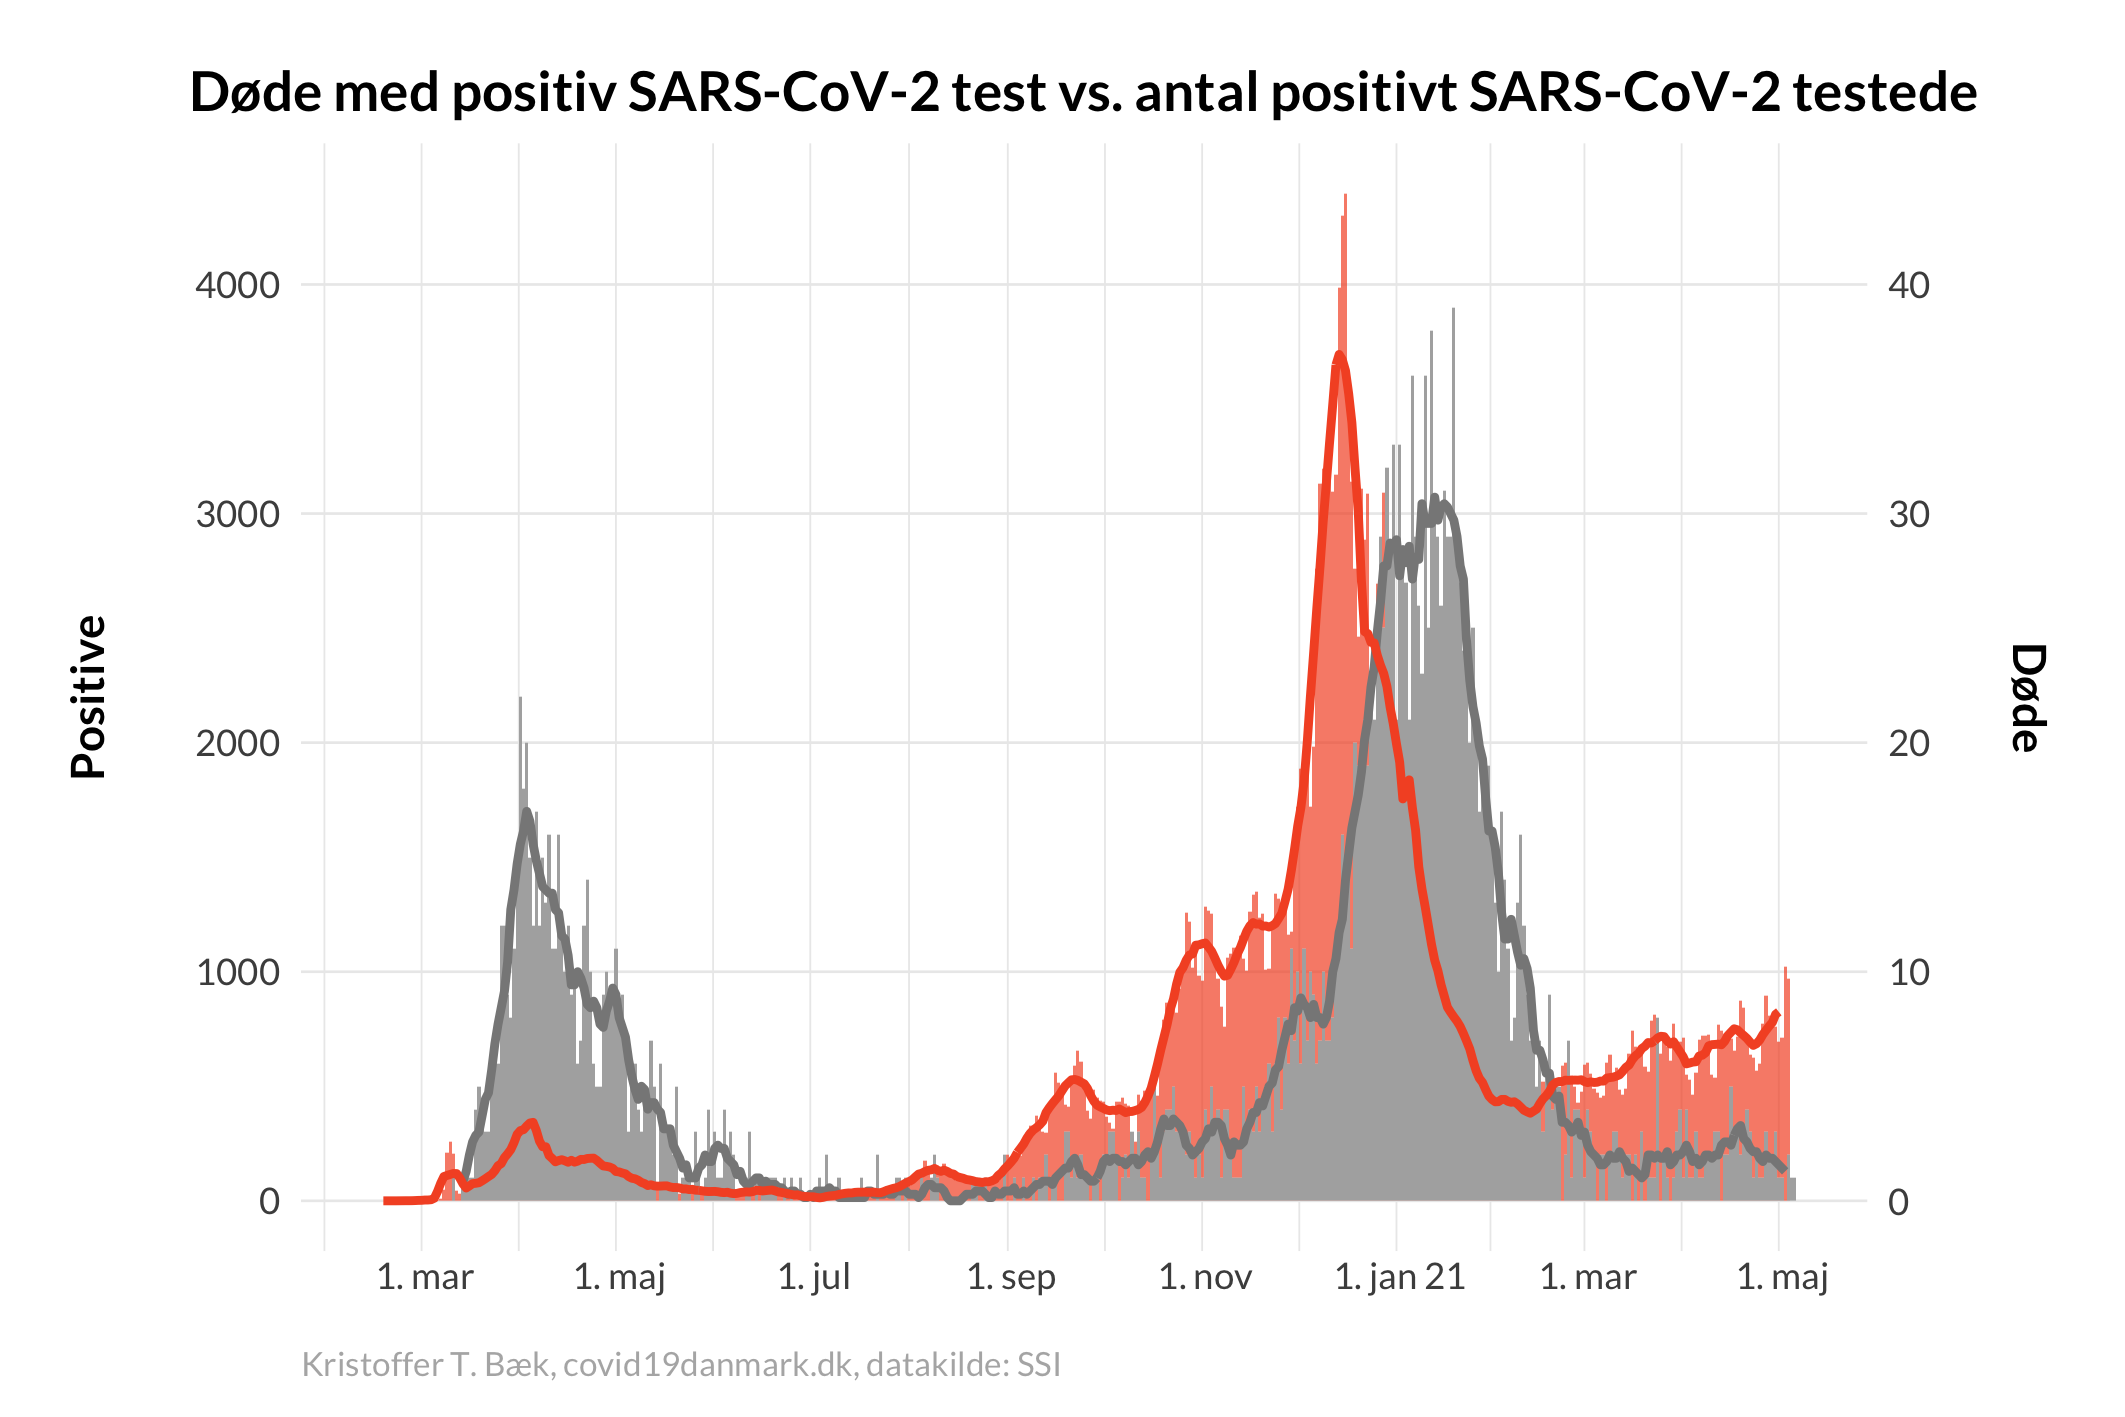 Døde med positiv SARS-CoV-2 test vs. antal positivt SARS-CoV-2 testede
Positive
4000
3000
2000
1000
0
40
30
20
10
0
Døde
1. mar
1. maj
1. jul
1. sep
1. nov
1. jan 21
1. mar
1. maj
Kristoffer T. Bæk, covid19danmark.dk, datakilde: SSI